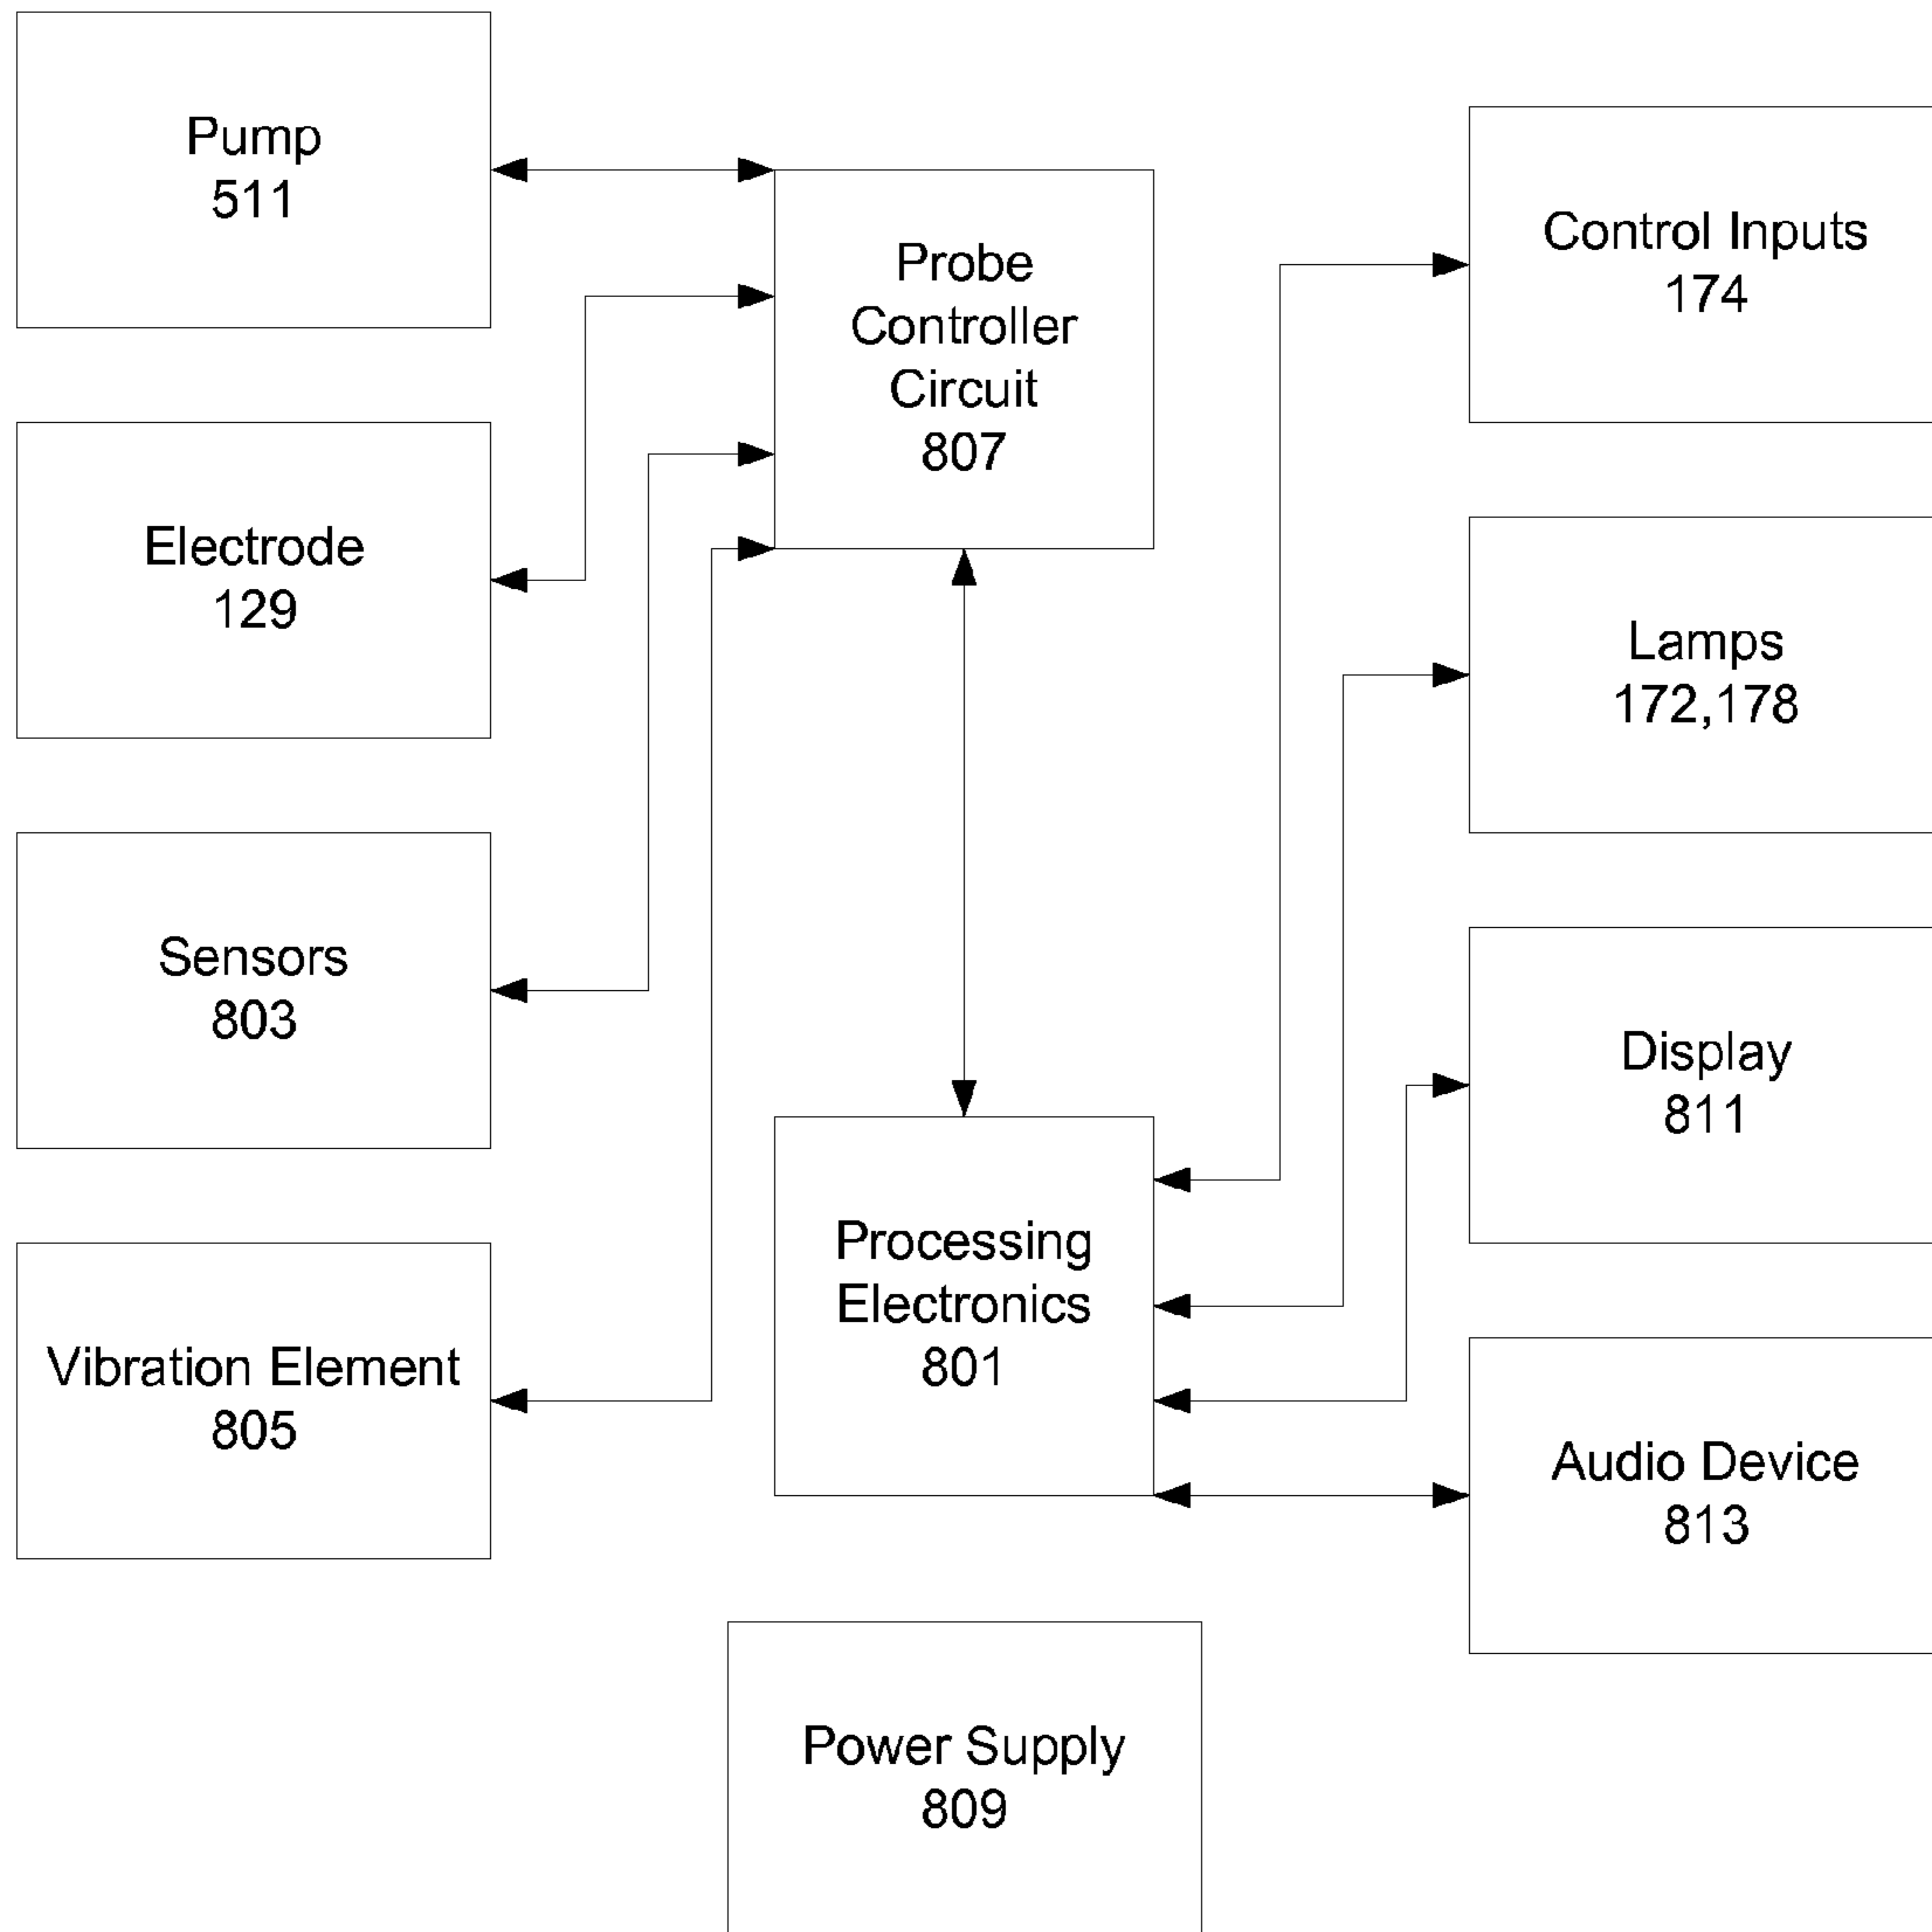 Pump
511
Probe
Controller
Circuit
807
Control Inputs
174
Electrode
129
Lamps
172,178
Sensors
803
Display
811
Processing
Electronics
801
Vibration Element
805
Audio Device
813
Power Supply
809